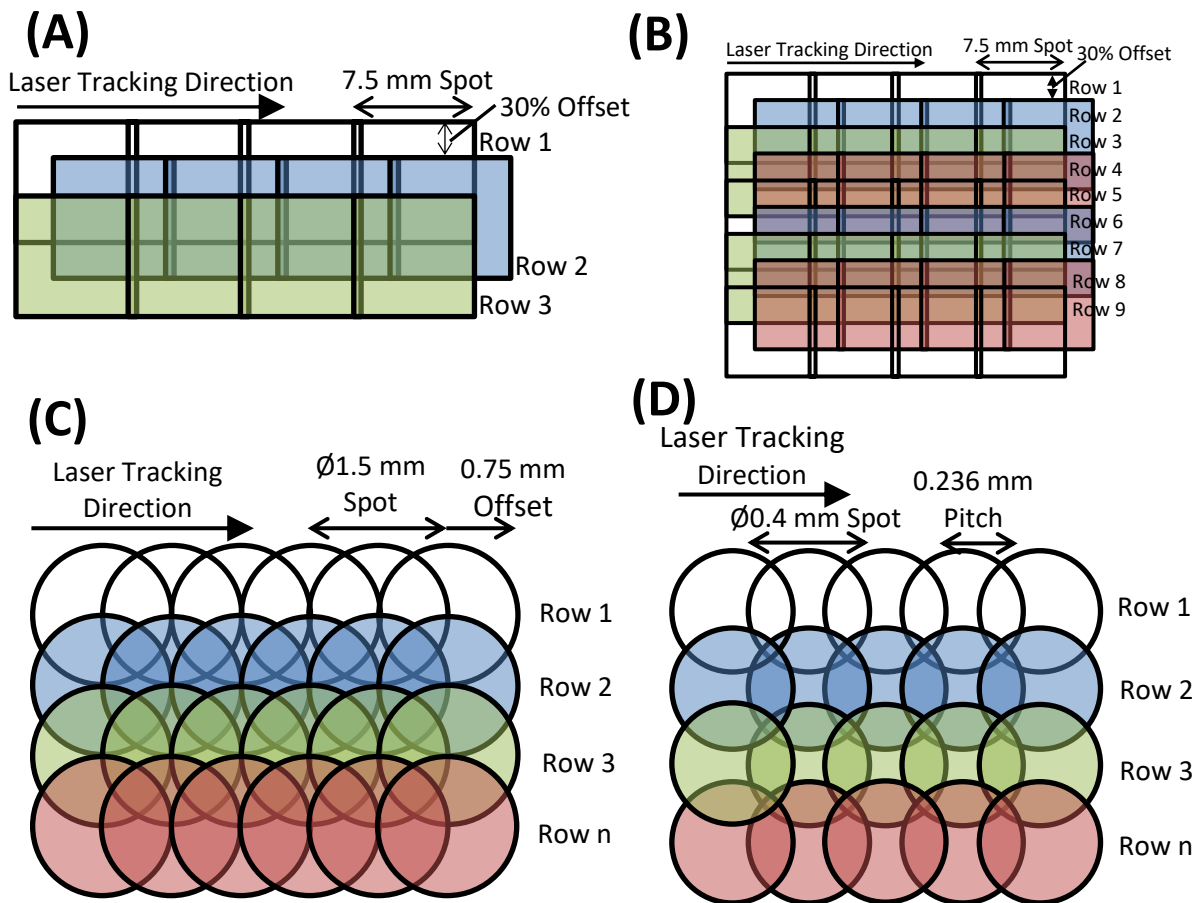 (A)
Laser Tracking Direction
7.5 mm Spot
30% Offset
Row 1
Row 2
Row 3
(B)
Laser Tracking Direction
7.5 mm Spot
30% Offset
Row 1
Row 2
Row 3
Row 4
Row 5
Row 6
Row 7
Row 8
Row 9
(C)
Laser Tracking
Direction
Ø1.5 mm
Spot
0.75 mm
Offset
Row 1
Row 2
Row 3
Row n
(D)
Laser Tracking
Direction
Ø0.4 mm Spot
0.236 mm
Pitch
Row 1
Row 2
Row 3
Row n